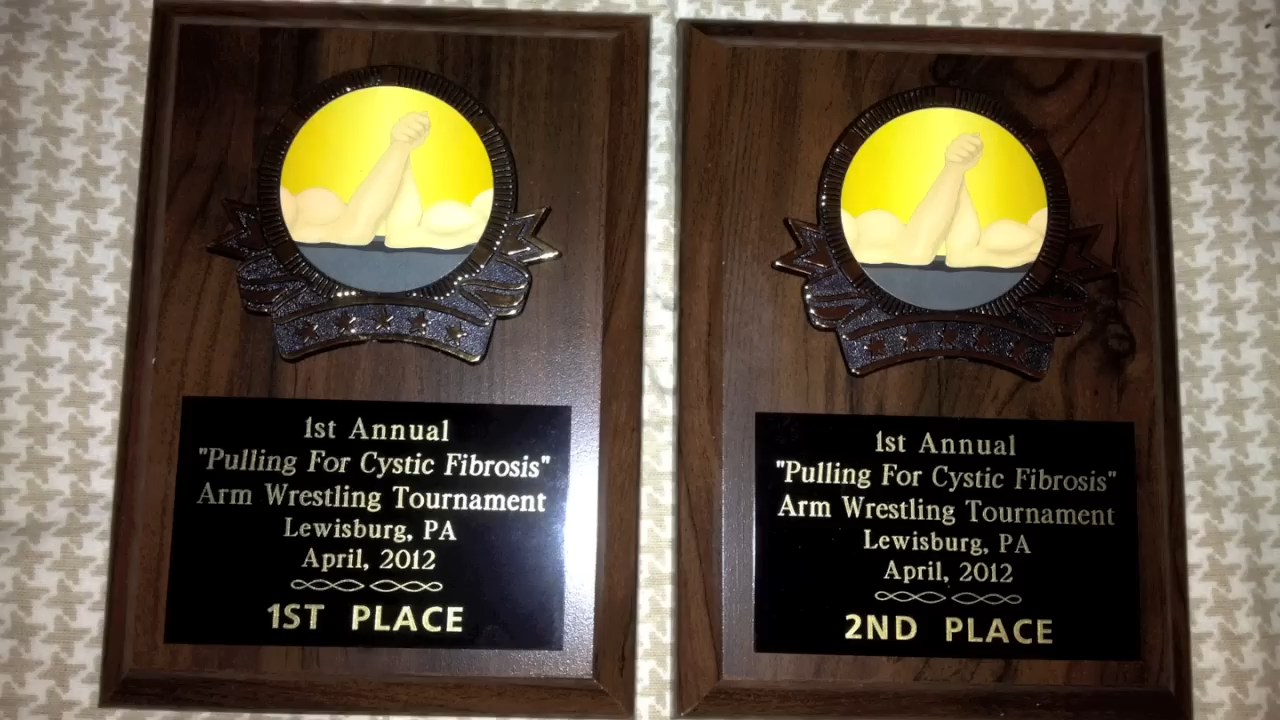 1st Annual
"Pulling For Cystic Fibrosis"
Arm Wrestling Tournament
Lewisburg, PA
April, 2012
1ST PLACE
1st Annual
"Pulling For Cystic Fibrosis"
Arm Wrestling Tournament
Lewisburg, PA
April, 2012
2ND PLACE